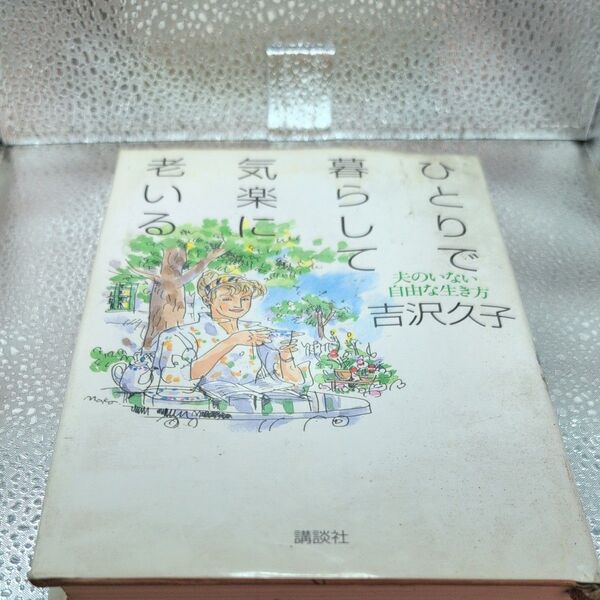 ひとりで
暮らして
気楽に
老いる
夫のいない
自由な生き方
吉沢久子
mako
講談社